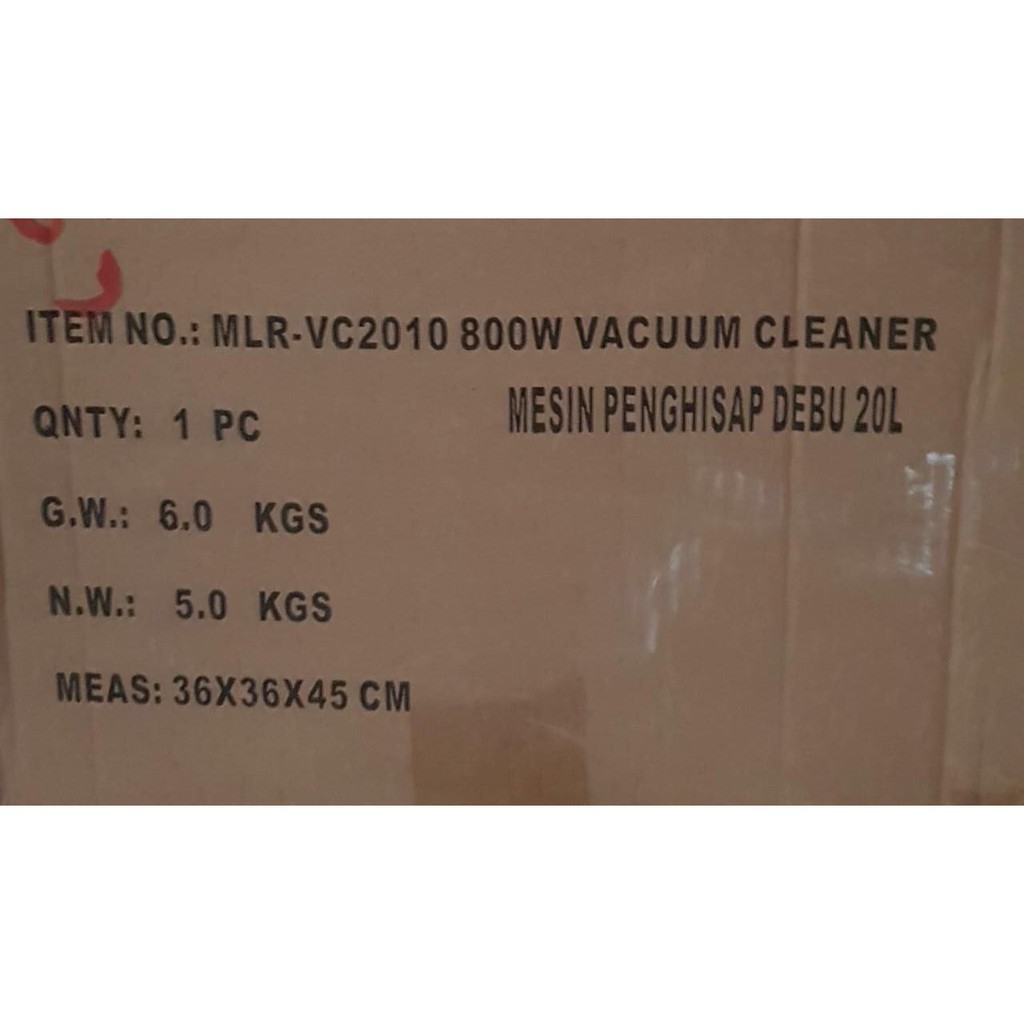 ITEM NO.: MLR-VC2010 800W VACUUM CLEANER
MESIN PENGHISAP DEBU 20L
QNTY: 1 PC
G.W.: 6.0 KGS
N.W.: 5.0 KGS
MEAS: 36X36X45 CM